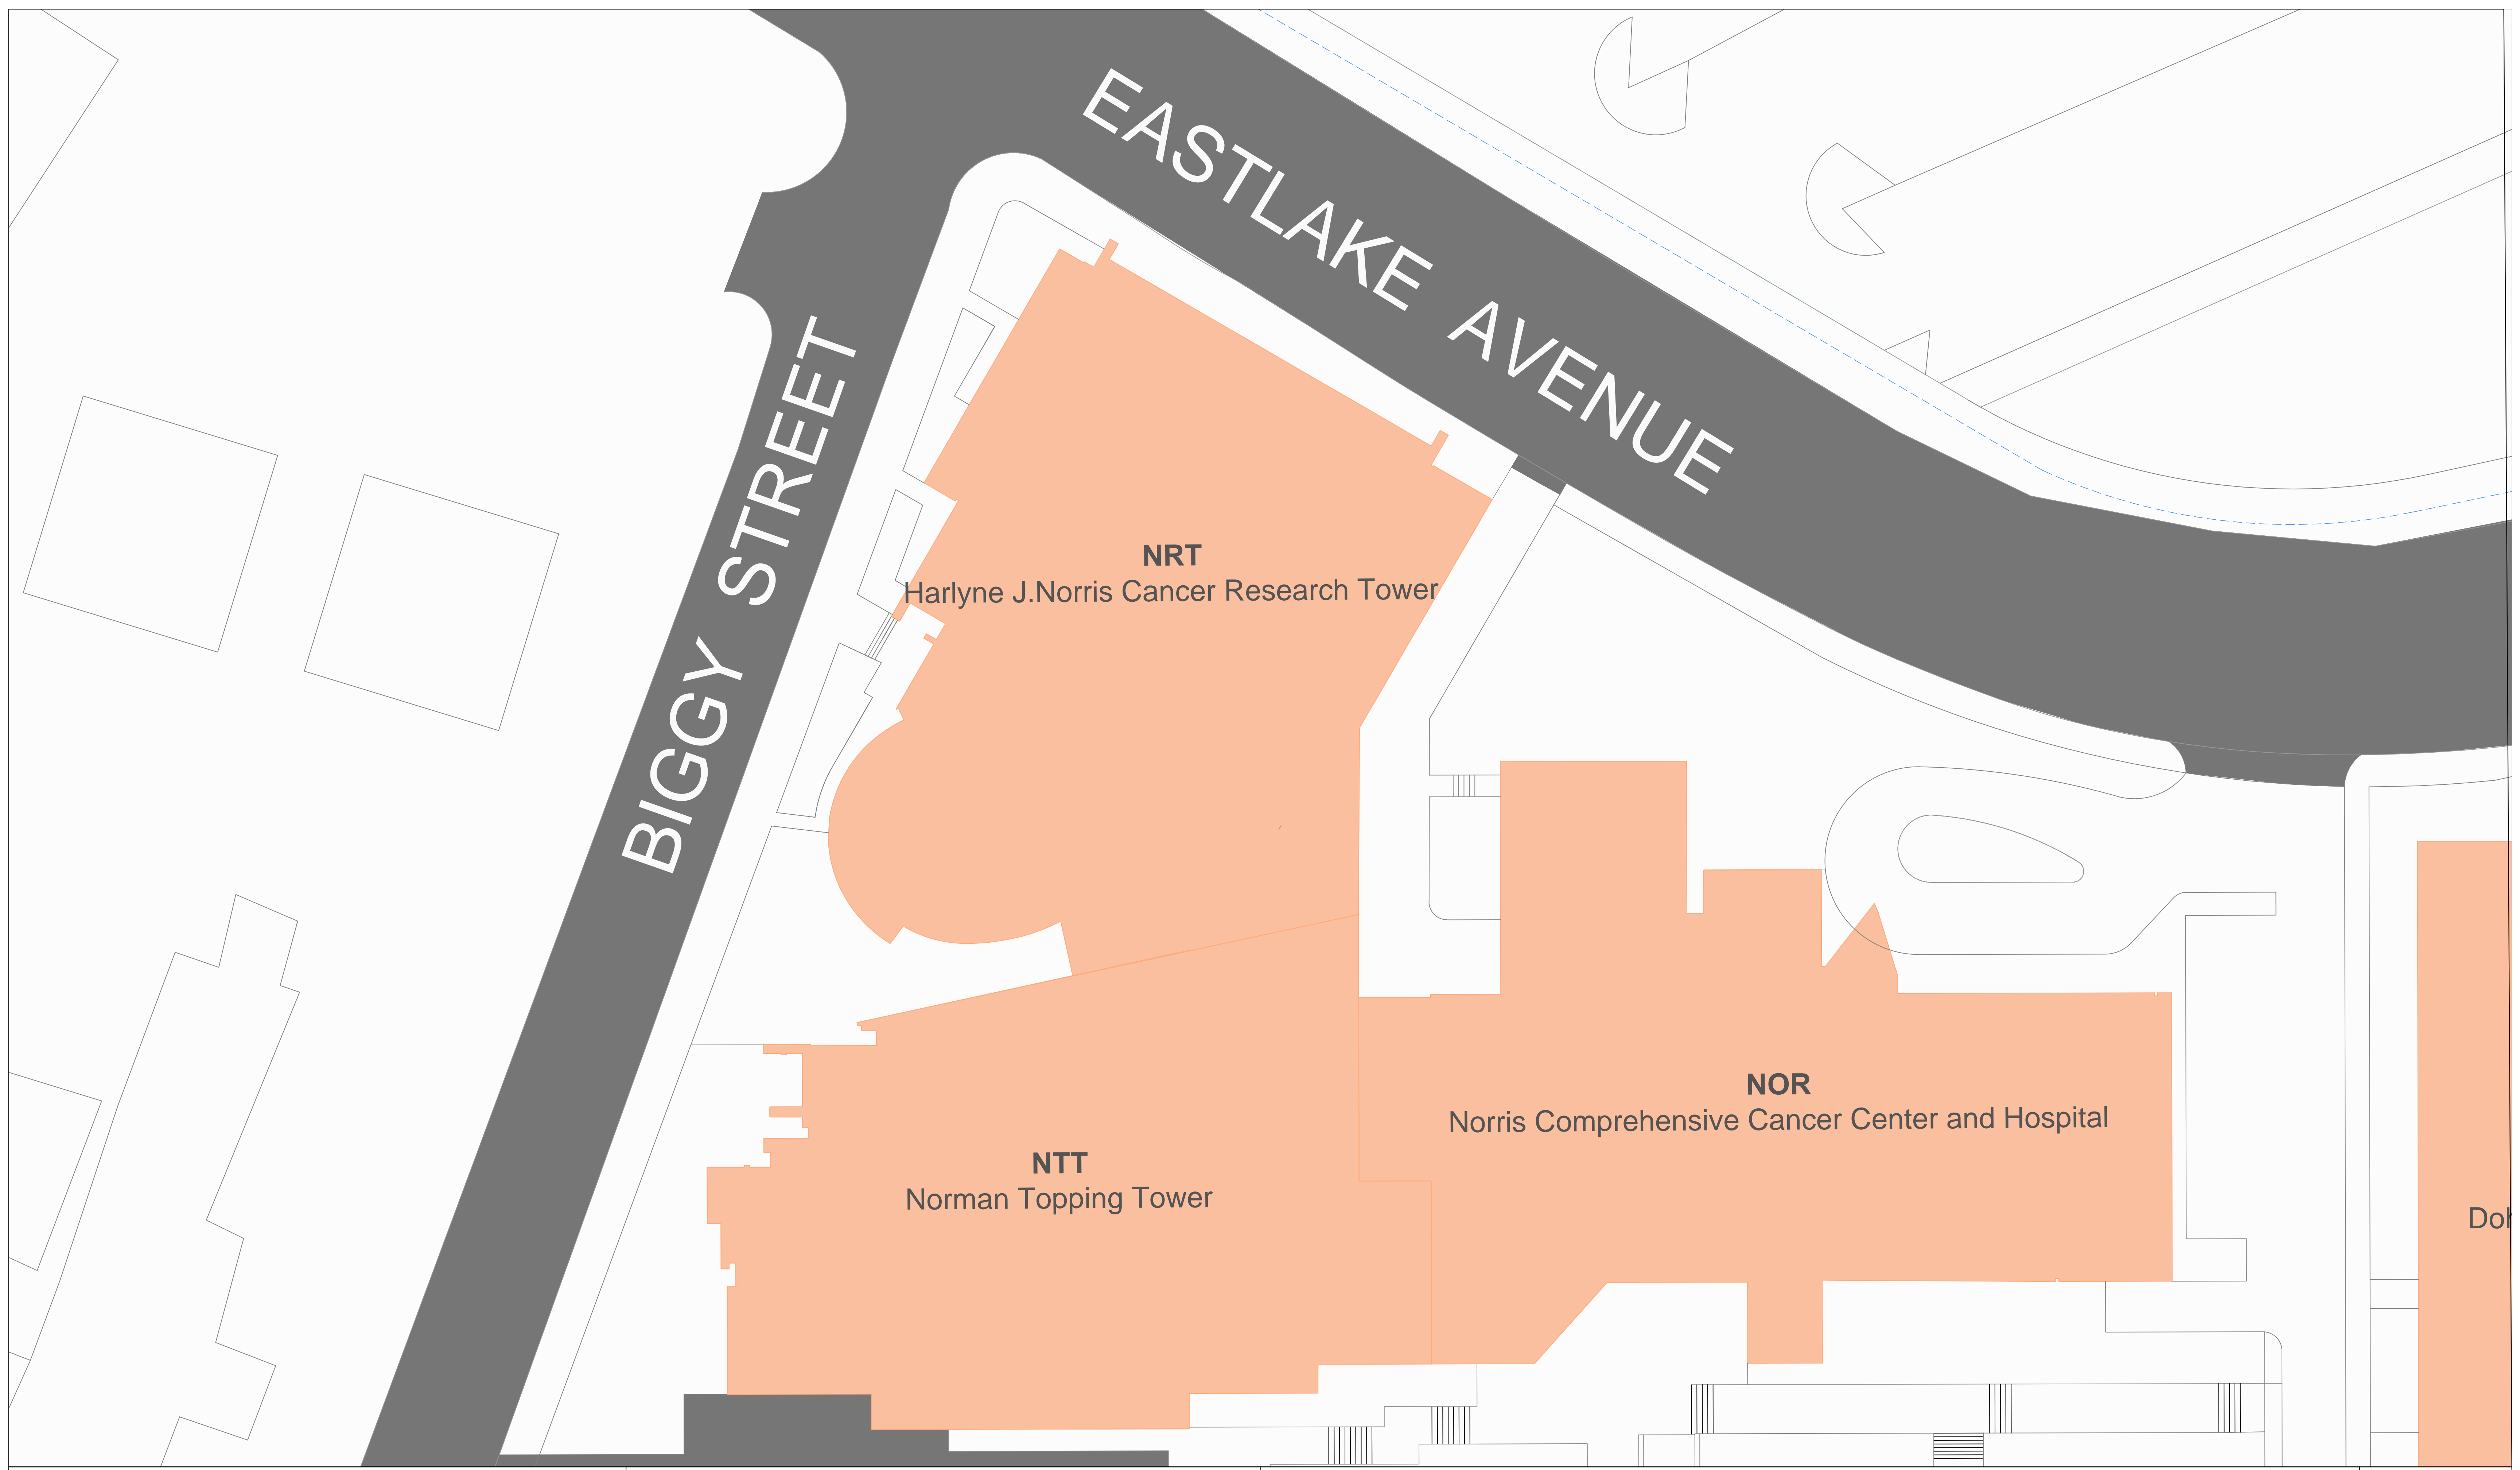 EASTLAKE AVENUE
BIGGY STREET
NRT
Harlyne J.Norris Cancer Research Tower
NOR
Norris Comprehensive Cancer Center and Hospital
NTT
Norman Topping Tower